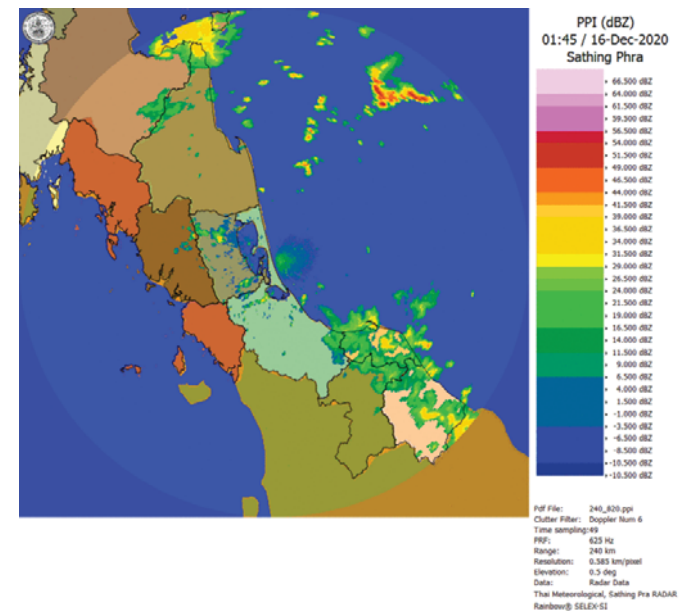 PPI (dBZ)
01:45 / 16-Dec-2020
Sathing Phra
66.500 dBZ
64.000 dBZ
61.500 dBZ
59.300 dBZ
56.500 dBZ
54.000 dBZ
51.500 dBZ
49.000 dBZ
46.500 dBZ
44.000 dBZ
41.500 dBZ
39.000 dBZ
36.500 dBZ
34.000 dBZ
31.500 dBZ
29.000 dBZ
26.500 dBZ
24.000 dBZ
21.500 dBZ
19.000 dBZ
16.500 dBZ
14.000 dBZ
11.500 dBZ
9.000 dBZ
6.500 dBZ
4.000 dBZ
1.500 dBZ
-1.000 dBZ
-3.500 dBZ
-6.500 dBZ
-8.500 dBZ
-10.500 dBZ
-10.500 dBZ
Pdf File: 240_820.ppi
Clutter Filter: Doppler Num 6
Time sampling:49
PRF: 625 Hz
Range: 240 km
Resolution: 0.585 km/pixel
Elevation: 0.5 deg
Data: Radar Data
Thai Meteorological, Sathing Pra RADAR
Rainbow® SELEX-SI